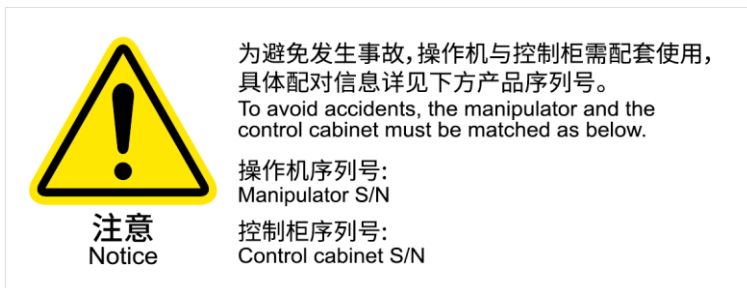 为避免发生事故，操作机与控制柜需配套使用，
具体配对信息详见下方产品序列号。
To avoid accidents, the manipulator and the
control cabinet must be matched as below.
操作机序列号:
Manipulator S/N
控制柜序列号:
Control cabinet S/N
注意
Notice